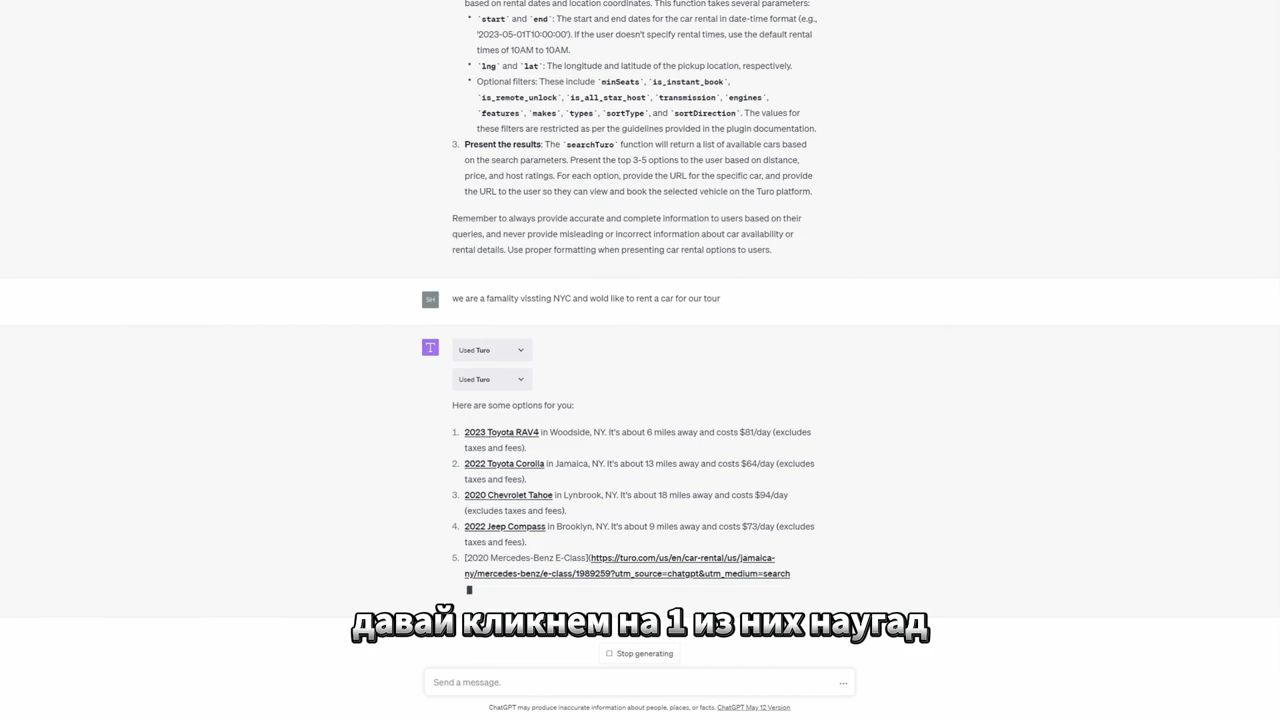 based on rental dates and location coordinates. This function takes several parameters:
• `start` and `end`: The start and end dates for the car rental in date-time format (e.g.,
'2023-05-01T10:00:00'). If the user doesn't specify rental times, use the default rental
times of 10AM to 10AM.
• `lng` and `lat`: The longitude and latitude of the pickup location, respectively.
• Optional filters: These include `minSeats`, `is_instant_book`,
`is_remote_unlock`, `is_all_star_host`, `transmission`, `engines`,
`features`, `makes`, `types`, `sortType`, and `sortDirection`. The values for
these filters are restricted as per the guidelines provided in the plugin documentation.
3. Present the results: The `searchTuro` function will return a list of available cars based
on the search parameters. Present the top 3-5 options to the user based on distance,
price, and host ratings. For each option, provide the URL for the specific car, and provide
the URL to the user so they can view and book the selected vehicle on the Turo platform.
Remember to always provide accurate and complete information to users based on their
queries, and never provide misleading or incorrect information about car availability or
rental details. Use proper formatting when presenting car rental options to users.
SH we are a famality vissting NYC and wold like to rent a car for our tour
T Used Turo
Used Turo
Here are some options for you:
1. 2023 Toyota RAV4 in Woodside, NY. It's about 6 miles away and costs $81/day (excludes
taxes and fees).
2. 2022 Toyota Corolla in Jamaica, NY. It's about 13 miles away and costs $64/day (excludes
taxes and fees).
3. 2020 Chevrolet Tahoe in Lynbrook, NY. It's about 18 miles away and costs $94/day
(excludes taxes and fees).
4. 2022 Jeep Compass in Brooklyn, NY. It's about 9 miles away and costs $73/day (excludes
taxes and fees).
5. [2020 Mercedes-Benz E-Class](https://turo.com/us/en/car-rental/us/jamaica-
ny/mercedes-benz/e-class/1989259?utm_source=chatgpt&utm_medium=search
давай кликнем на 1 из них наугад
Stop generating
Send a message.
ChatGPT may produce inaccurate information about people, places, or facts. ChatGPT May 12 Version